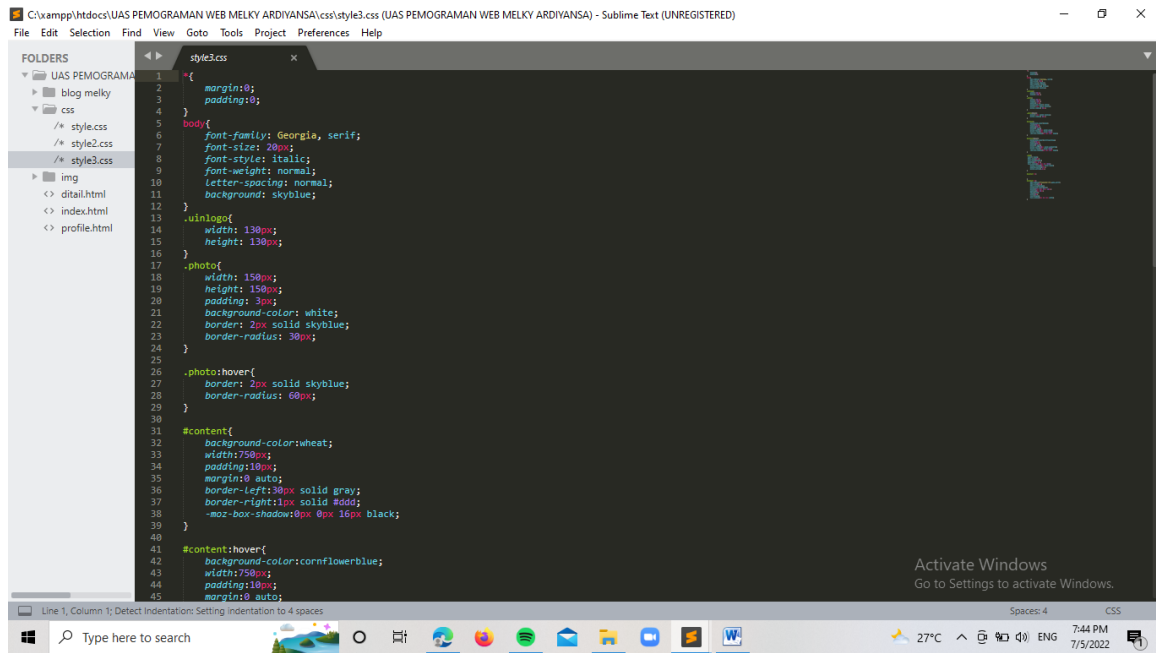 C:\xampp\htdocs\UAS PEMOGRAMAN WEB MELKY ARDIYANSA\css\style3.css (UAS PEMOGRAMAN WEB MELKY ARDIYANSA) - Sublime Text (UNREGISTERED)
File Edit Selection Find View Goto Tools Project Preferences Help
FOLDERS
UAS PEMOGRAMA
blog melky
css
/* style.css
/* style2.css
/* style3.css
img
<> ditail.html
<> index.html
<> profile.html
style3.css ×
1 *{
2 margin:0;
3 padding:0;
4 }
5 body{
6 font-family: Georgia, serif;
7 font-size: 20px;
8 font-style: italic;
9 font-weight: normal;
10 letter-spacing: normal;
11 background: skyblue;
12 }
13 .uinlogo{
14 width: 130px;
15 height: 130px;
16 }
17 .photo{
18 width: 150px;
19 height: 150px;
20 padding: 3px;
21 background-color: white;
22 border: 2px solid skyblue;
23 border-radius: 30px;
24 }
25
26 .photo:hover{
27 border: 2px solid skyblue;
28 border-radius: 60px;
29 }
30
31 #content{
32 background-color:wheat;
33 width:750px;
34 padding:10px;
35 margin:0 auto;
36 border-left:30px solid gray;
37 border-right:1px solid #ddd;
38 -moz-box-shadow:0px 0px 16px black;
39 }
40
41 #content:hover{
42 background-color:cornflowerblue;
43 width:750px;
44 padding:10px;
45 margin:0 auto;
Activate Windows
Go to Settings to activate Windows.
Line 1, Column 1; Detect Indentation: Setting indentation to 4 spaces
Spaces: 4 CSS
Type here to search
27°C ENG
7:44 PM
7/5/2022
1